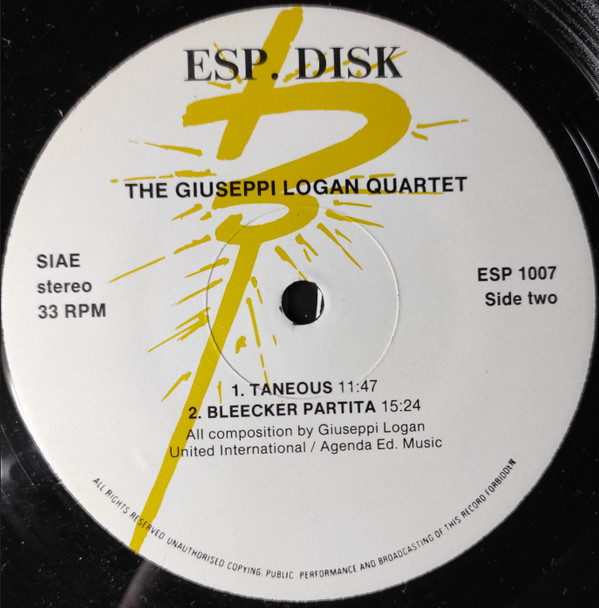 ESP. DISK
THE GIUSEPPI LOGAN QUARTET
SIAE
stereo
33 RPM
ESP 1007
Side two
1. TANEOUS 11:47
2. BLEECKER PARTITA 15:24
All composition by Giuseppi Logan
United International / Agenda Ed. Music
ALL RIGHTS RESERVED UNAUTHORISED COPYING, PUBLIC PERFORMANCE AND BROADCASTING OF THIS RECORD FORBIDDEN